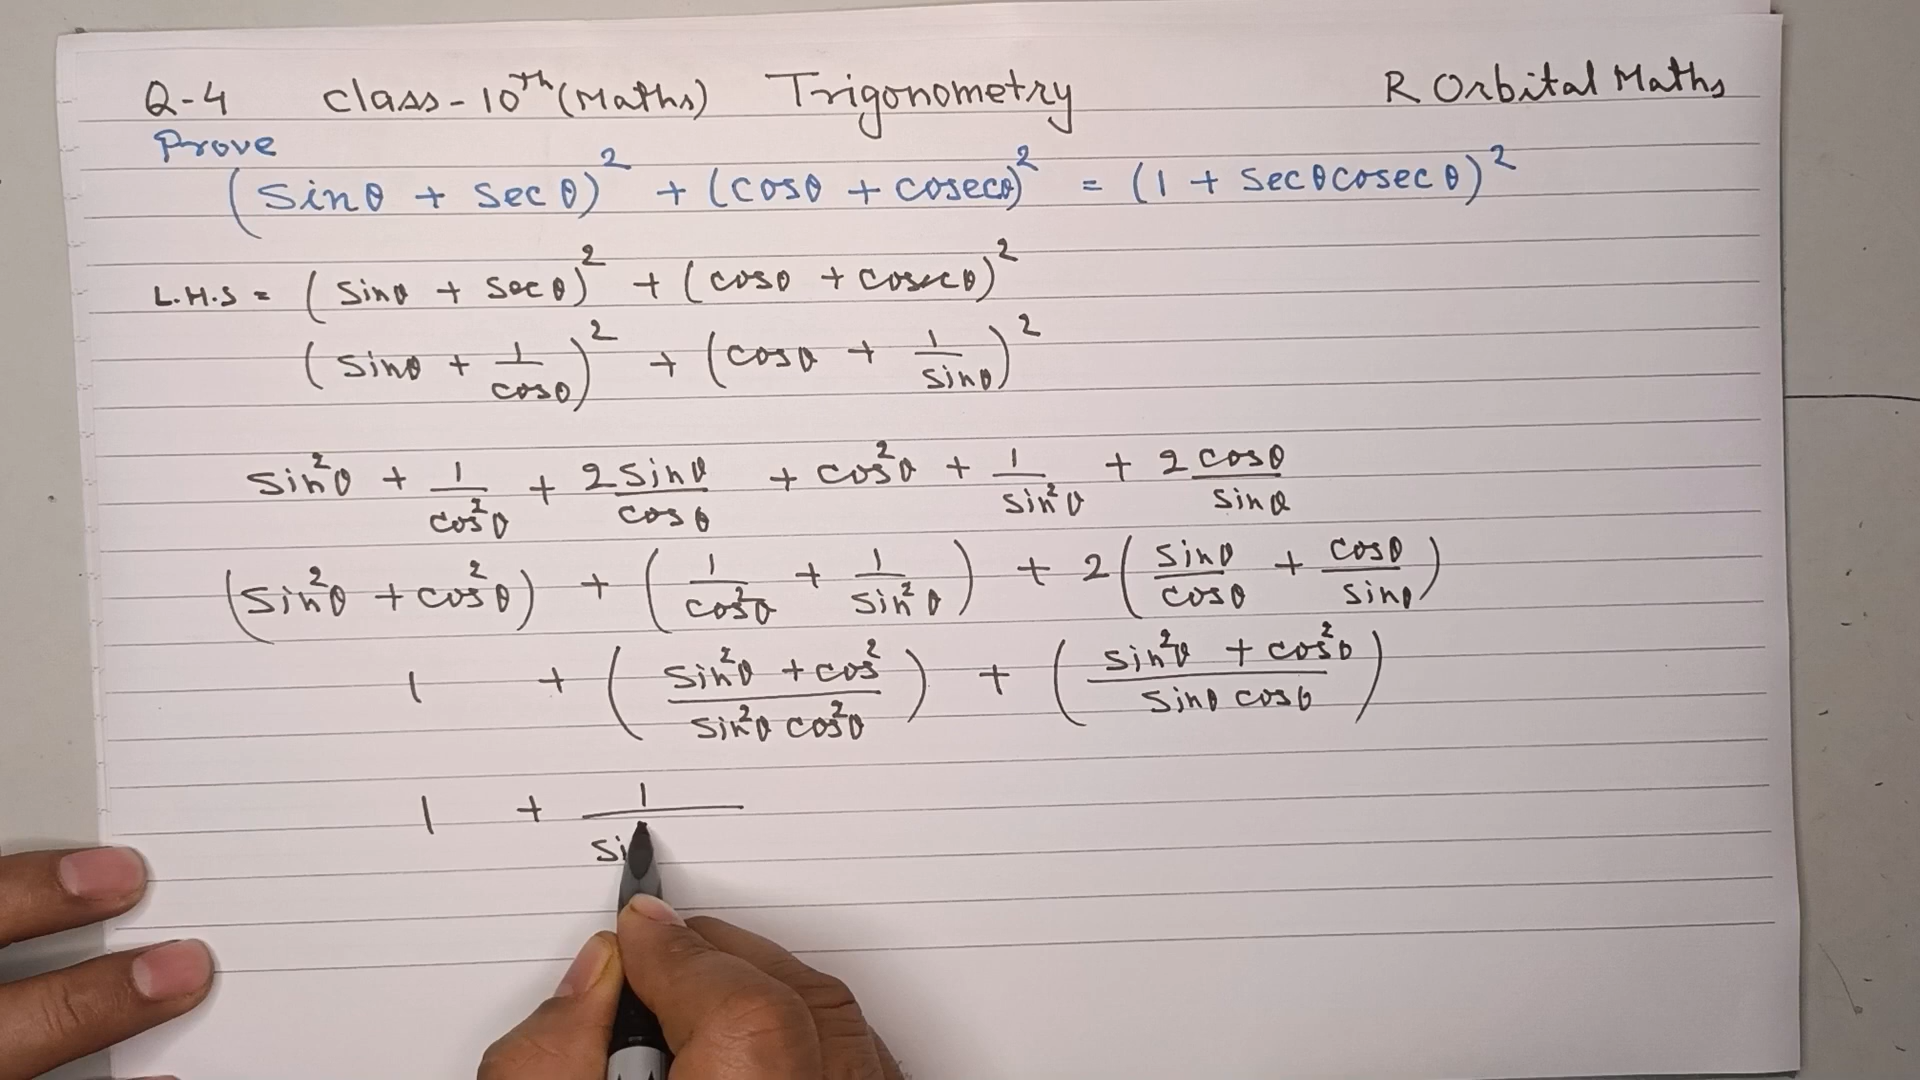 Q-4 Class-10th (Maths) Trigonometry R Orbital Maths
Prove
(Sinθ + Secθ)² + (cosθ + cosecθ)² = (1 + Secθcosecθ)²
L.H.S = (Sinθ + Secθ)² + (cosθ + cosecθ)²
(Sinθ + 1/cosθ)² + (cosθ + 1/sinθ)²
Sin²θ + 1/cos²θ + 2Sinθ/cosθ + cos²θ + 1/sin²θ + 2cosθ/sinθ
(Sin²θ + cos²θ) + (1/cos²θ + 1/sin²θ) + 2(sinθ/cosθ + cosθ/sinθ)
1 + (Sin²θ + cos²/Sin²θ cos²θ) + (Sin²θ + cos²θ/Sinθ cosθ)
1 + 1/Si